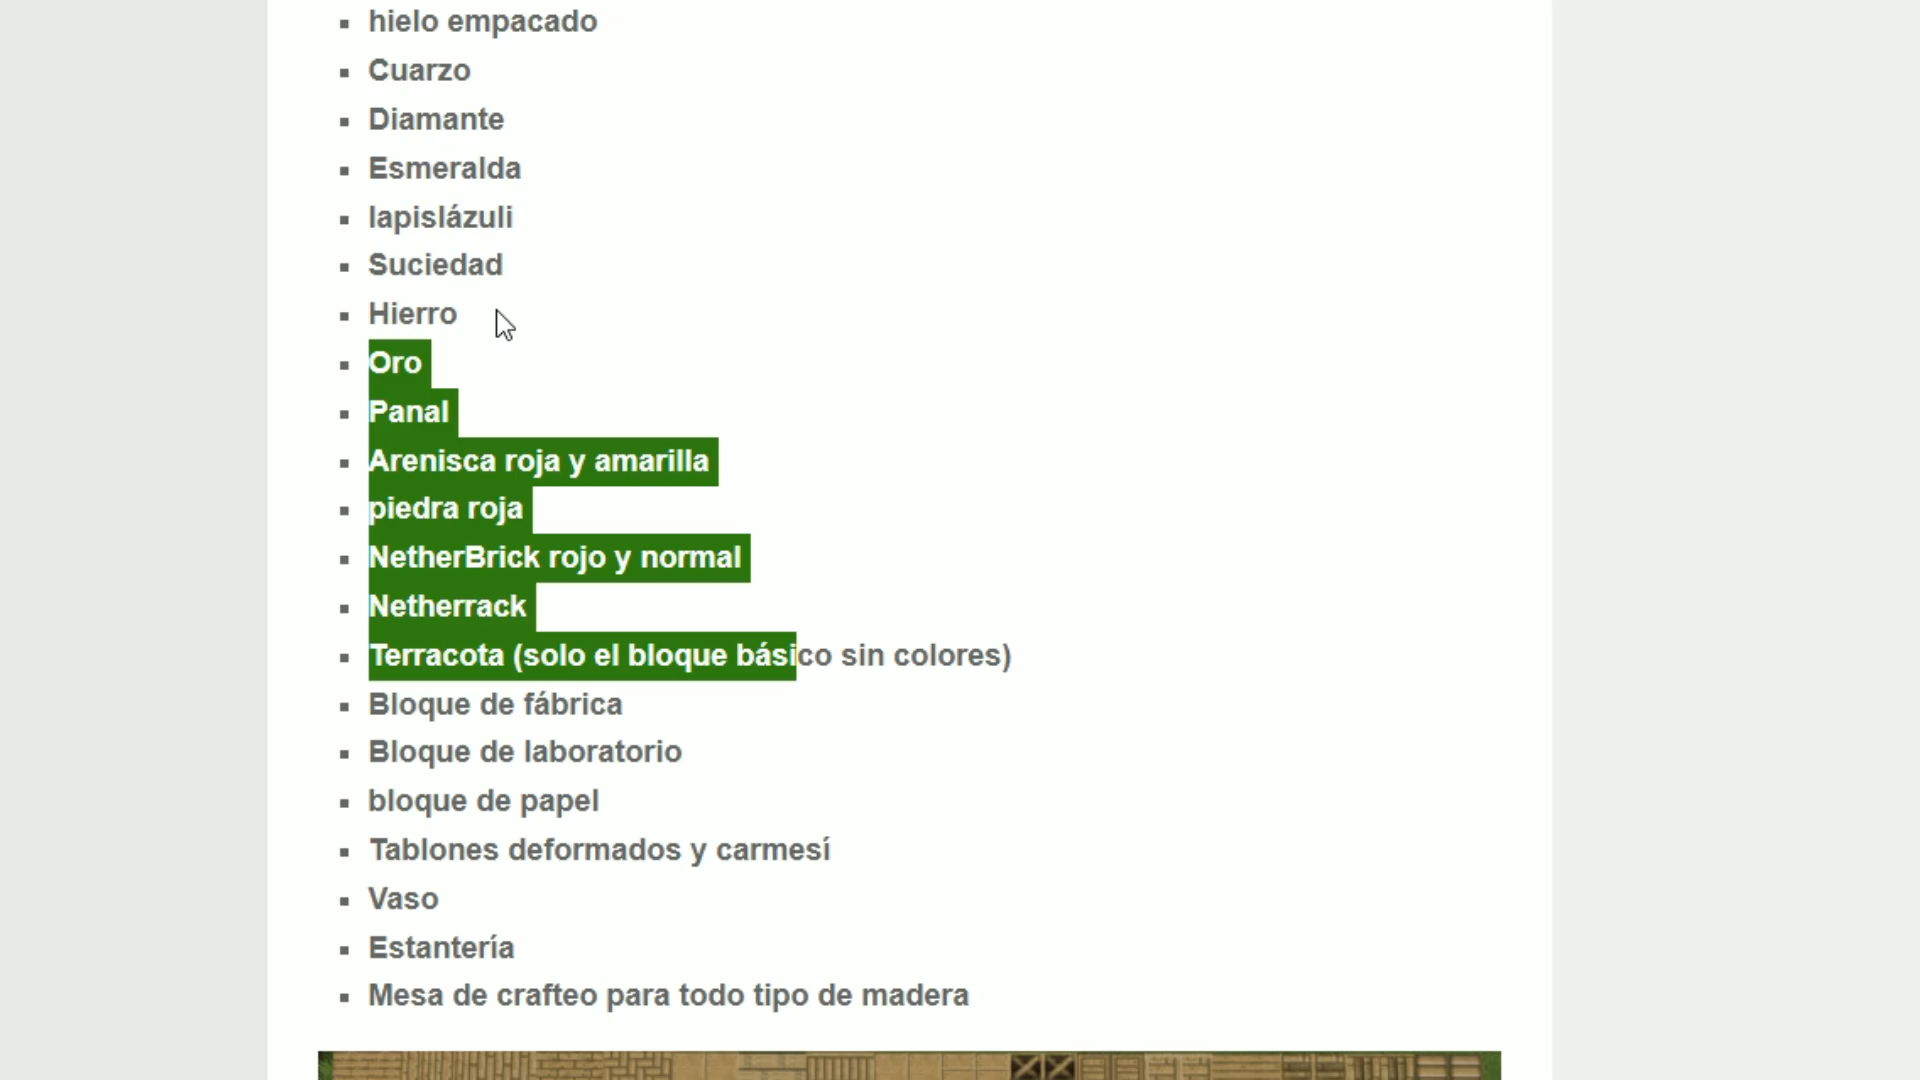 hielo empacado
Cuarzo
Diamante
Esmeralda
lapislázuli
Suciedad
Hierro
Oro
Panal
Arenisca roja y amarilla
piedra roja
NetherBrick rojo y normal
Netherrack
Terracota (solo el bloque básico sin colores)
Bloque de fábrica
Bloque de laboratorio
bloque de papel
Tablones deformados y carmesí
Vaso
Estantería
Mesa de crafteo para todo tipo de madera